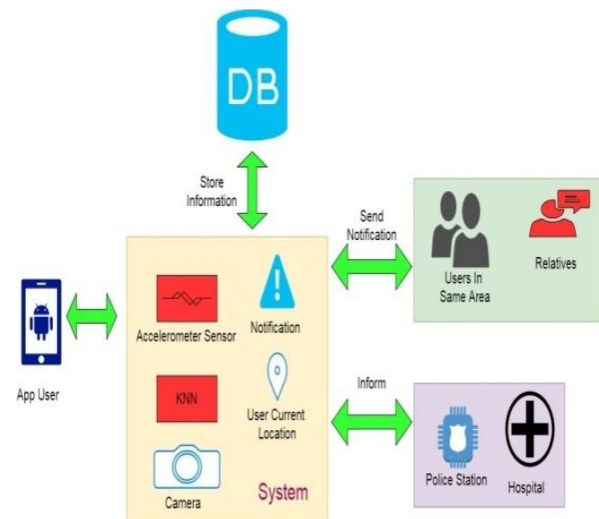 DB
Store
Information
Send
Notification
Users In
Same Area
Relatives
Accelerometer Sensor
Notification
App User
KNN
User Current
Location
Camera
System
Inform
Police Station
Hospital